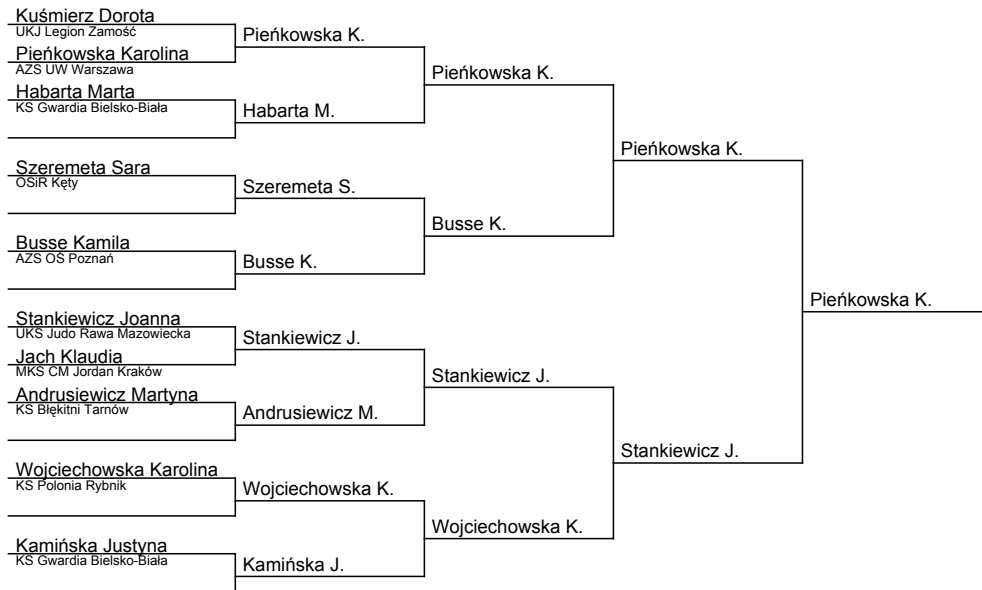 Kuśmierz Dorota
UKJ Legion Zamość
Pieńkowska K.
Pieńkowska Karolina
AZS UW Warszawa
Pieńkowska K.
Habarta Marta
KS Gwardia Bielsko-Biała
Habarta M.
Pieńkowska K.
Szeremeta Sara
OSiR Kęty
Szeremeta S.
Busse K.
Busse Kamila
AZS OŚ Poznań
Busse K.
Pieńkowska K.
Stankiewicz Joanna
UKS Judo Rawa Mazowiecka
Stankiewicz J.
Jach Klaudia
MKS CM Jordan Kraków
Stankiewicz J.
Andrusiewicz Martyna
KS Błękitni Tarnów
Andrusiewicz M.
Stankiewicz J.
Wojciechowska Karolina
KS Polonia Rybnik
Wojciechowska K.
Wojciechowska K.
Kamińska Justyna
KS Gwardia Bielsko-Biała
Kamińska J.